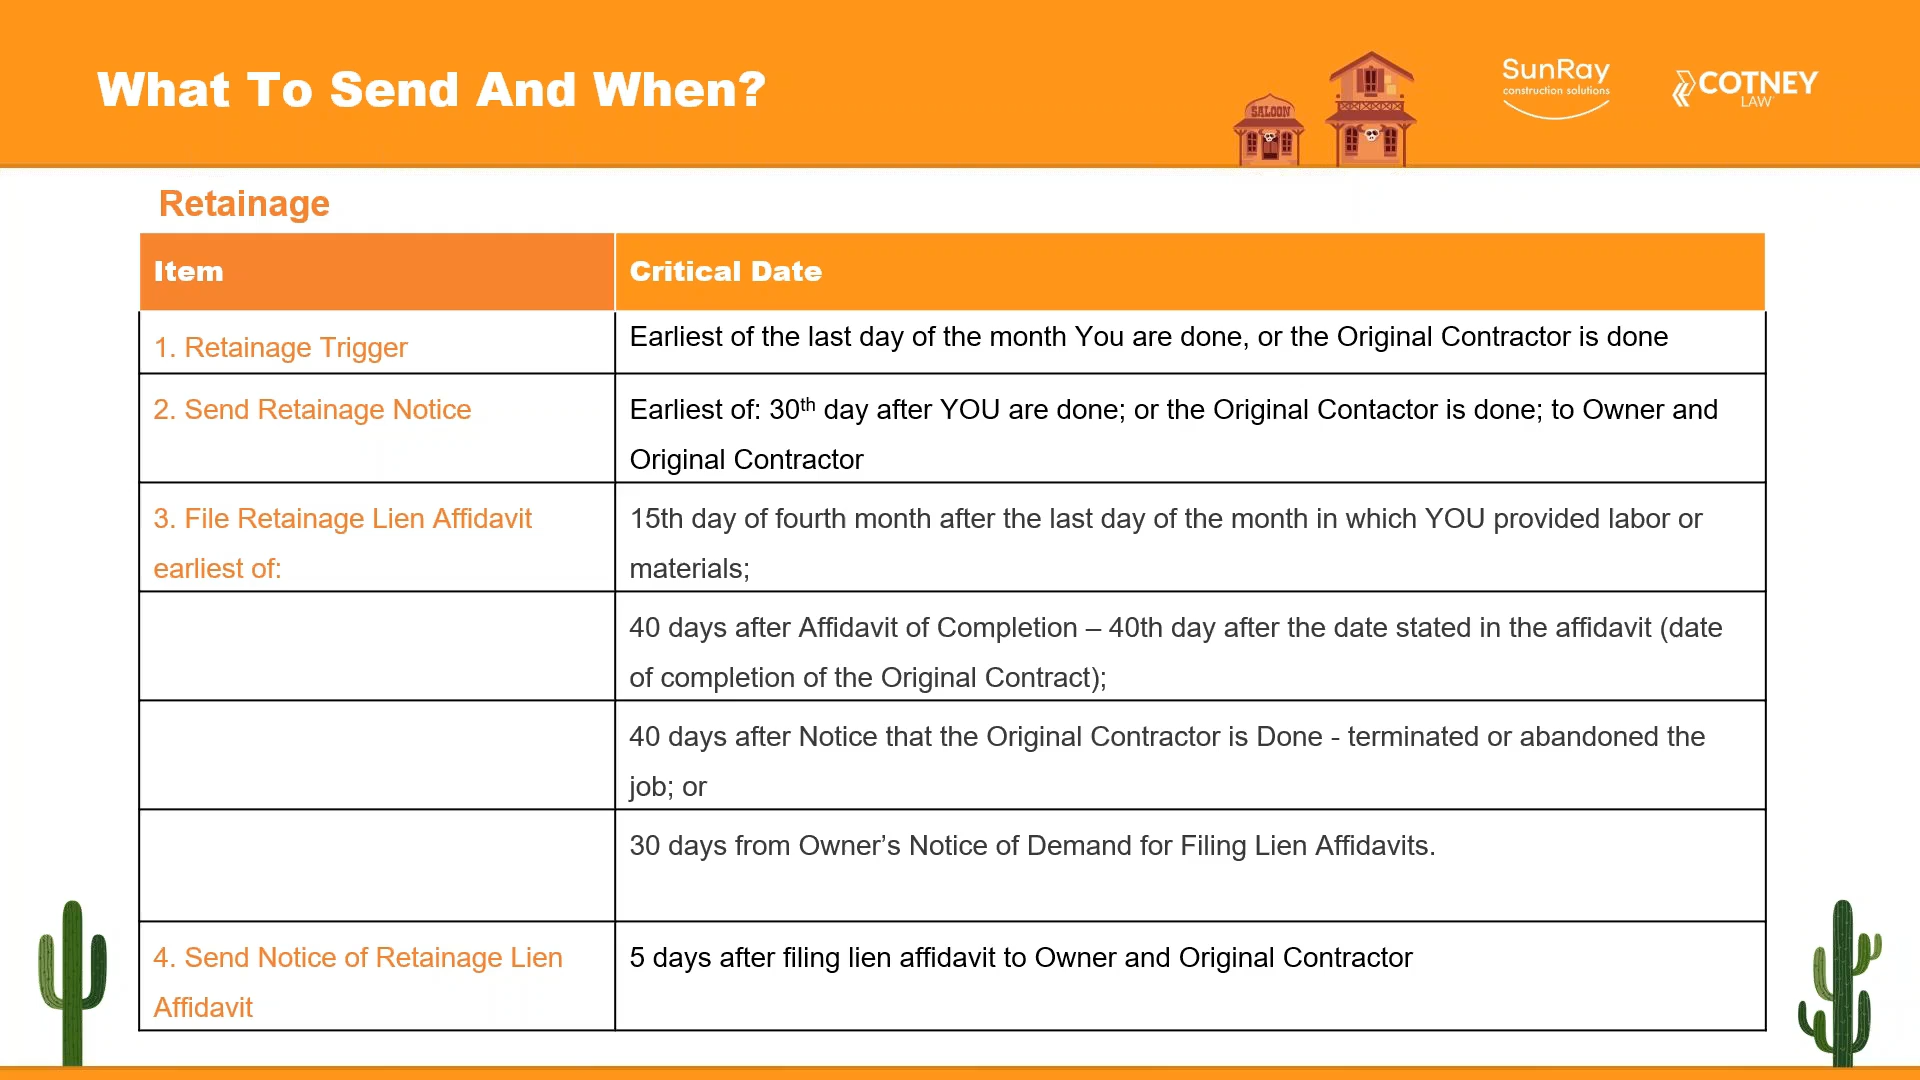 What To Send And When?
SALOON
SunRay
construction solutions
COTNEY
LAW
Retainage
Item
Critical Date
1. Retainage Trigger
Earliest of the last day of the month You are done, or the Original Contractor is done
2. Send Retainage Notice
Earliest of: 30th day after YOU are done; or the Original Contactor is done; to Owner and
Original Contractor
3. File Retainage Lien Affidavit
earliest of:
15th day of fourth month after the last day of the month in which YOU provided labor or
materials;
40 days after Affidavit of Completion – 40th day after the date stated in the affidavit (date
of completion of the Original Contract);
40 days after Notice that the Original Contractor is Done - terminated or abandoned the
job; or
30 days from Owner’s Notice of Demand for Filing Lien Affidavits.
4. Send Notice of Retainage Lien
Affidavit
5 days after filing lien affidavit to Owner and Original Contractor